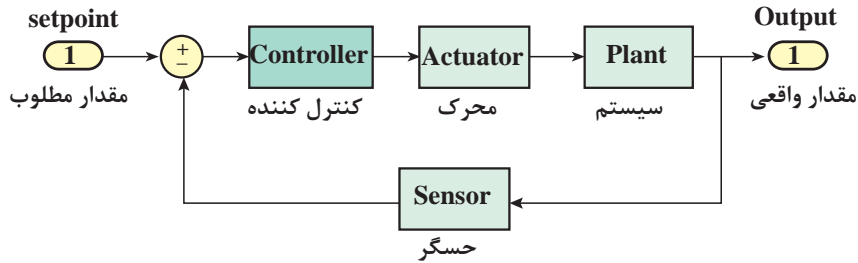 setpoint
Output
1
+
−
Controller
Actuator
Plant
1
مقدار مطلوب
کنترل کننده
محرک
سیستم
مقدار واقعی
Sensor
حسگر